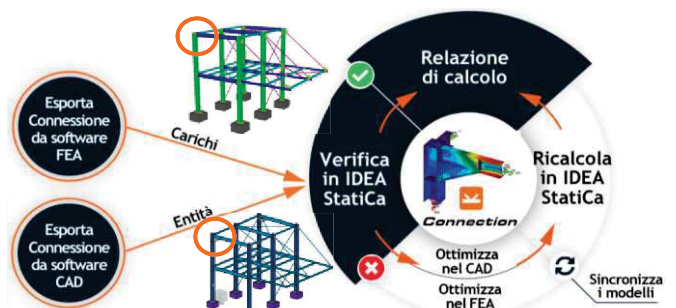 Esporta
Connessione
da software
FEA
Carichi
Esporta
Connessione
da software
CAD
Entità
Relazione
di calcolo
Verifica
in IDEA
StatiCa
Connection
Ricalcola
in IDEA
StatiCa
Ottimizza
nel CAD
Ottimizza
nel FEA
Sincronizza
i modelli